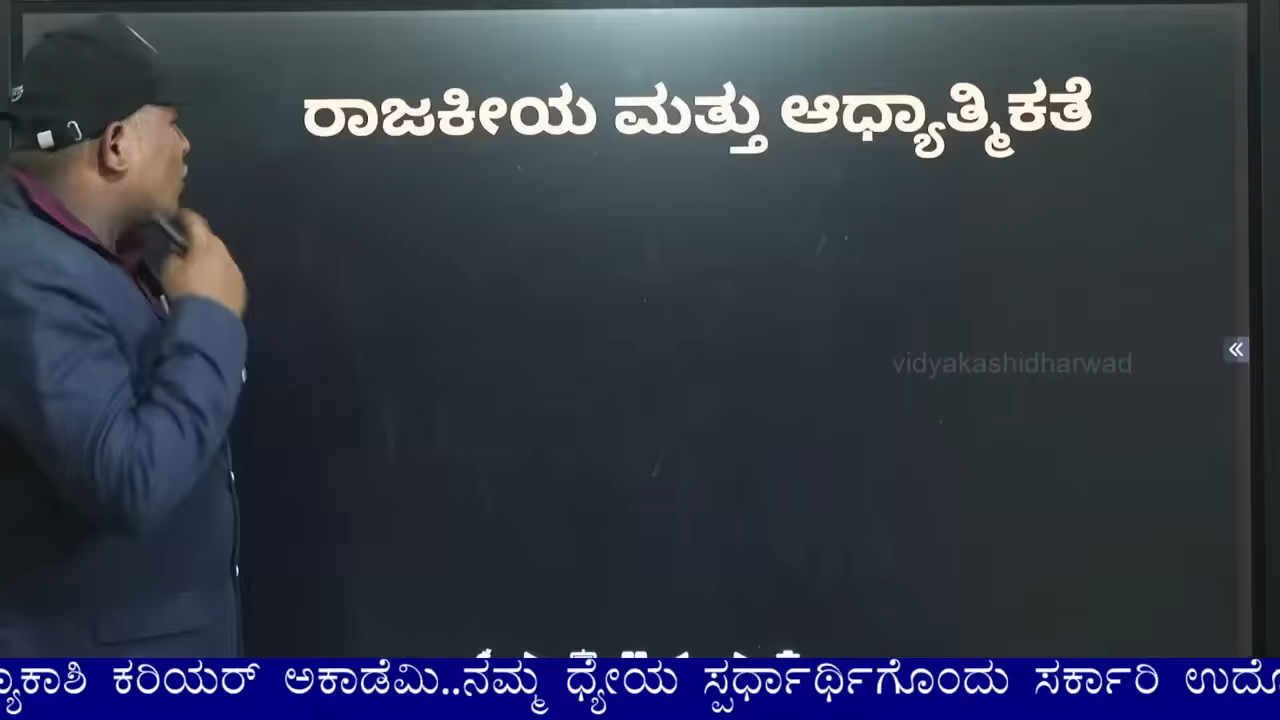 ರಾಜಕೀಯ ಮತ್ತು ಆಧ್ಯಾತ್ಮಿಕತೆ
vidyakashidharwad
ಕರಿಯರ್ ಅಕಾಡೆಮಿ..ನಮ್ಮ ಧ್ಯೇಯ ಸ್ಪರ್ಧಾರ್ಥಿಗೊಂದು ಸರ್ಕಾರಿ